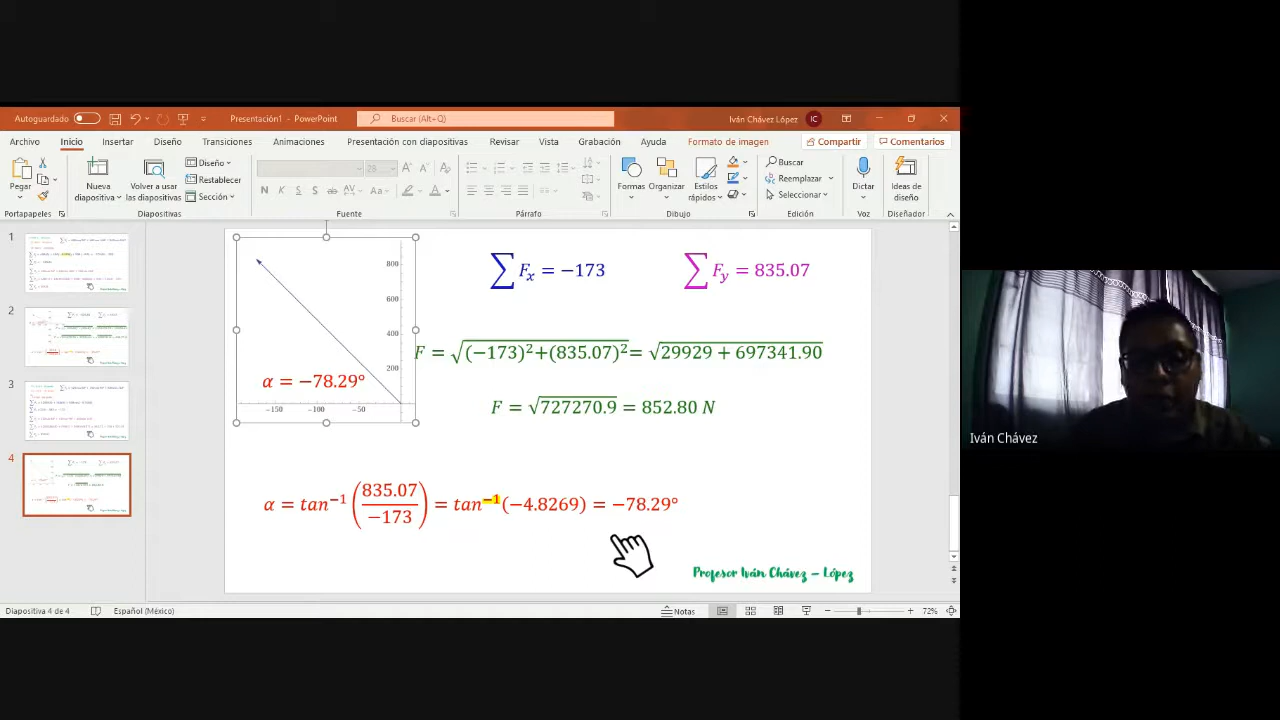 Autoguardado
Presentación1 - PowerPoint
Buscar (Alt+Q)
Iván Chávez López
IC
Archivo
Inicio
Insertar
Diseño
Transiciones
Animaciones
Presentación con diapositivas
Revisar
Vista
Grabación
Ayuda
Formato de imagen
Compartir
Comentarios
Pegar
Nueva diapositiva
Volver a usar las diapositivas
Diseño
Restablecer
Sección
Formas
Organizar
Estilos rápidos
Buscar
Reemplazar
Seleccionar
Dictar
Ideas de diseño
Portapapeles
Diapositivas
Fuente
Párrafo
Dibujo
Edición
Voz
Diseñador
1
2
3
4
800
600
400
200
−150 −100 −50
α = −78.29°
∑ Fₓ = −173
∑ F_y = 835.07
F = √(−173)²+(835.07)² = √29929 + 697341.90
F = √727270.9 = 852.80 N
α = tan⁻¹ (835.07/−173) = tan⁻¹(−4.8269) = −78.29°
Profesor Iván Chávez – López
Iván Chávez
Diapositiva 4 de 4
Español (México)
Notas
72%